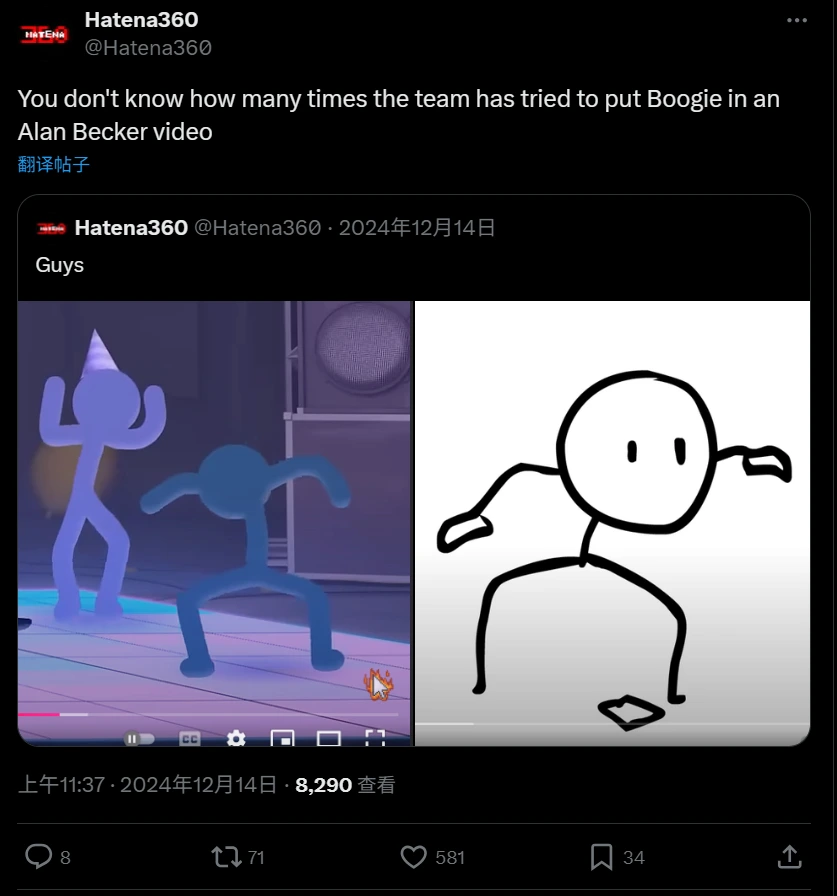 Hatena360
HATENA
@Hatena360
You don't know how many times the team has tried to put Boogie in an
Alan Becker video
翻译帖子
Hatena360 @Hatena360 · 2024年12月14日
Guys
CC
上午11:37 · 2024年12月14日 · 8,290 查看
8
71
581
34